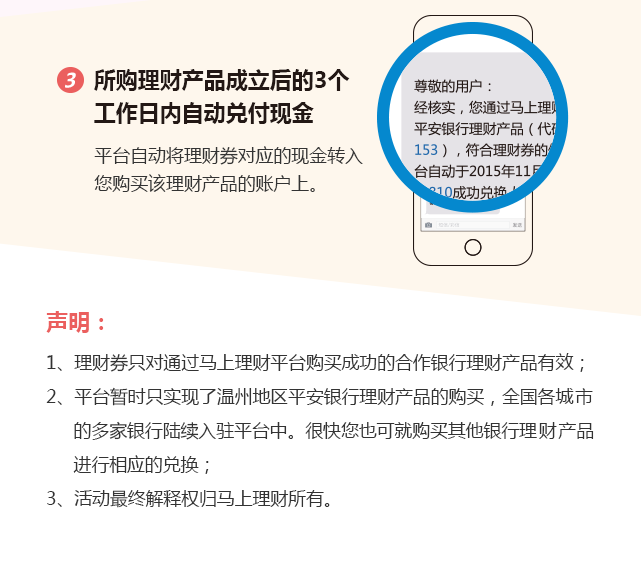 3 所购理财产品成立后的3个
工作日内自动兑付现金
平台自动将理财券对应的现金转入
您购买该理财产品的账户上。
尊敬的用户：
经核实，您通过马上理财
平安银行理财产品（代码
153），符合理财券的
台自动于2015年11月
810成功兑换！
发送
声明：
1、理财券只对通过马上理财平台购买成功的合作银行理财产品有效；
2、平台暂时只实现了温州地区平安银行理财产品的购买，全国各城市
的多家银行陆续入驻平台中。很快您也可就购买其他银行理财产品
进行相应的兑换；
3、活动最终解释权归马上理财所有。